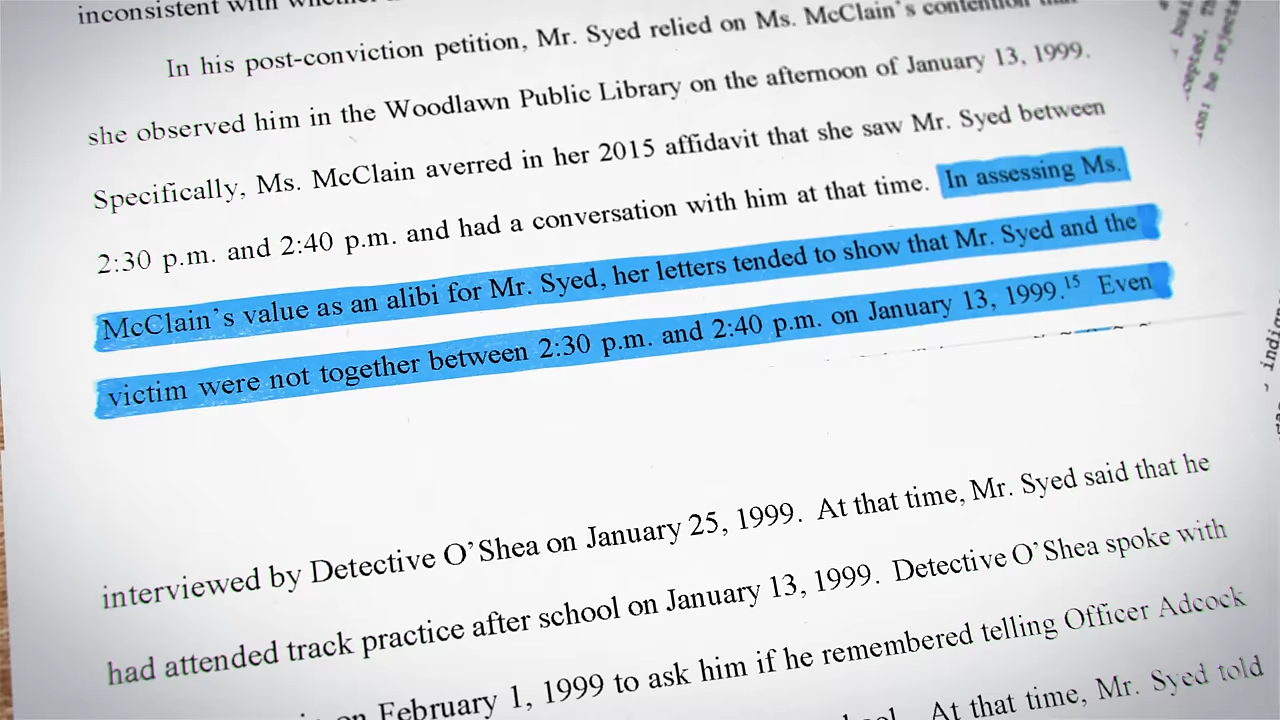 inconsistent with
In his post-conviction petition, Mr. Syed relied on Ms. McClain's contention that
she observed him in the Woodlawn Public Library on the afternoon of January 13, 1999.
Specifically, Ms. McClain averred in her 2015 affidavit that she saw Mr. Syed between
2:30 p.m. and 2:40 p.m. and had a conversation with him at that time. In assessing Ms.
McClain's value as an alibi for Mr. Syed, her letters tended to show that Mr. Syed and the
victim were not together between 2:30 p.m. and 2:40 p.m. on January 13, 1999.15 Even
interviewed by Detective O'Shea on January 25, 1999. At that time, Mr. Syed said that he
had attended track practice after school on January 13, 1999. Detective O'Shea spoke with
on February 1, 1999 to ask him if he remembered telling Officer Adcock
At that time, Mr. Syed told